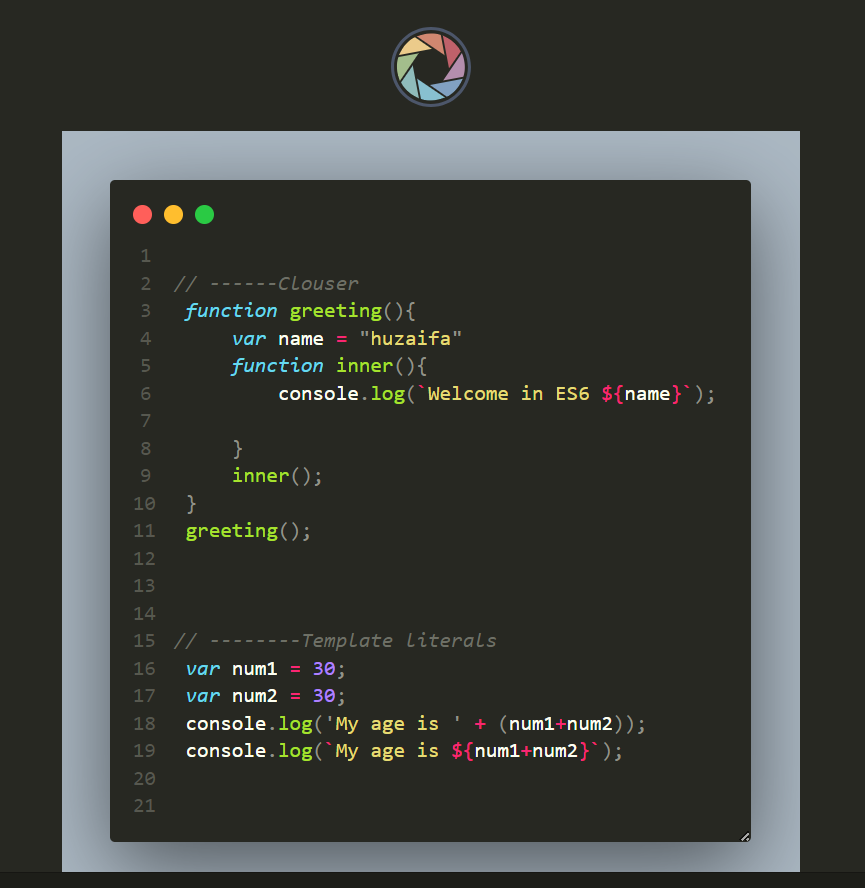 1
2 // ------Clouser
3 function greeting(){
4     var name = "huzaifa"
5     function inner(){
6         console.log(`Welcome in ES6 ${name}`);
7
8     }
9     inner();
10 }
11 greeting();
12
13
14
15 // --------Template literals
16 var num1 = 30;
17 var num2 = 30;
18 console.log('My age is ' + (num1+num2));
19 console.log(`My age is ${num1+num2}`);
20
21